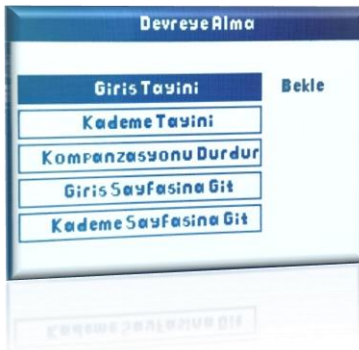 Devreye Alma
Giris Tayini Bekle
Kademe Tayini
Kompanzasyonu Durdur
Giris Sayfasina Git
Kademe Sayfasina Git